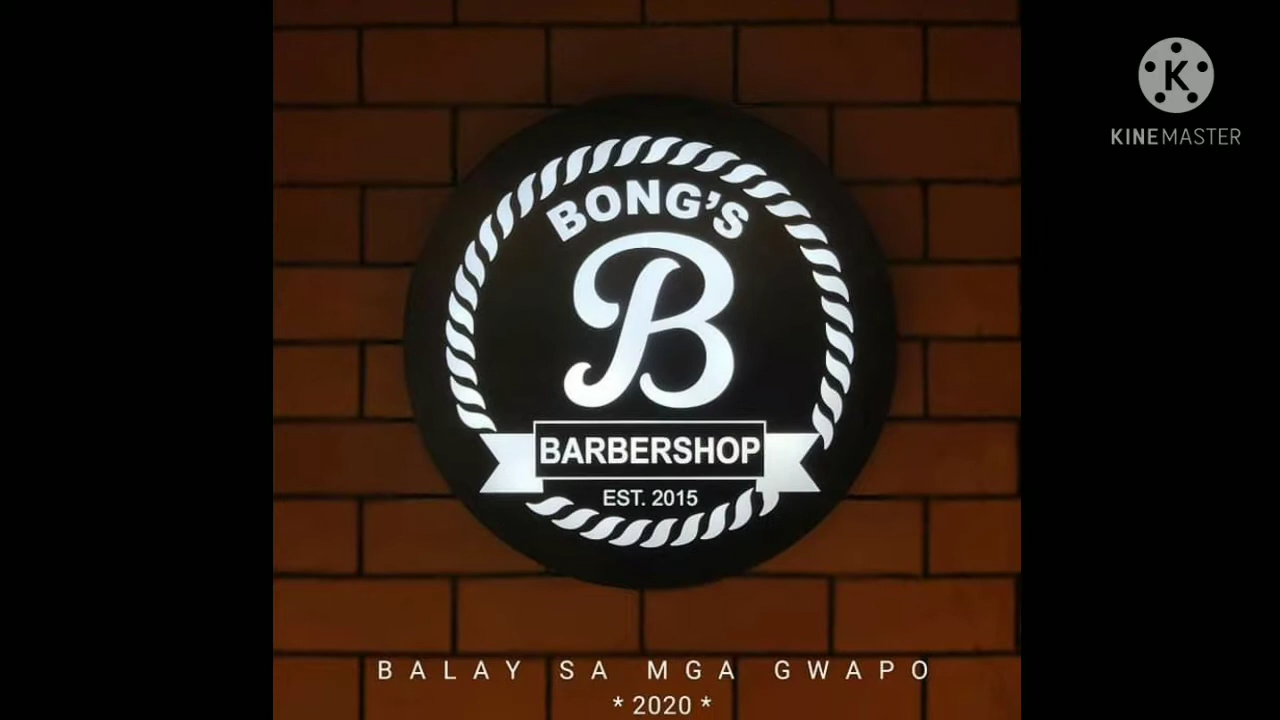 K
KINEMASTER
BONG'S
B
BARBERSHOP
EST. 2015
BALAY SA MGA GWAPO
* 2020 *